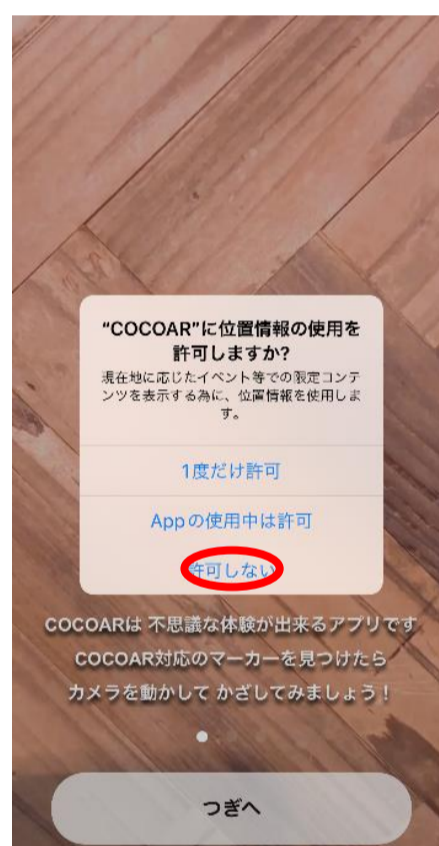 “COCOAR”に位置情報の使用を
許可しますか?
現在地に応じたイベント等での限定コンテ
ンツを表示する為に、位置情報を使用しま
す。
1度だけ許可
Appの使用中は許可
許可しない
COCOARは 不思議な体験が出来るアプリです
COCOAR対応のマーカーを見つけたら
カメラを動かして かざしてみましょう!
つぎへ